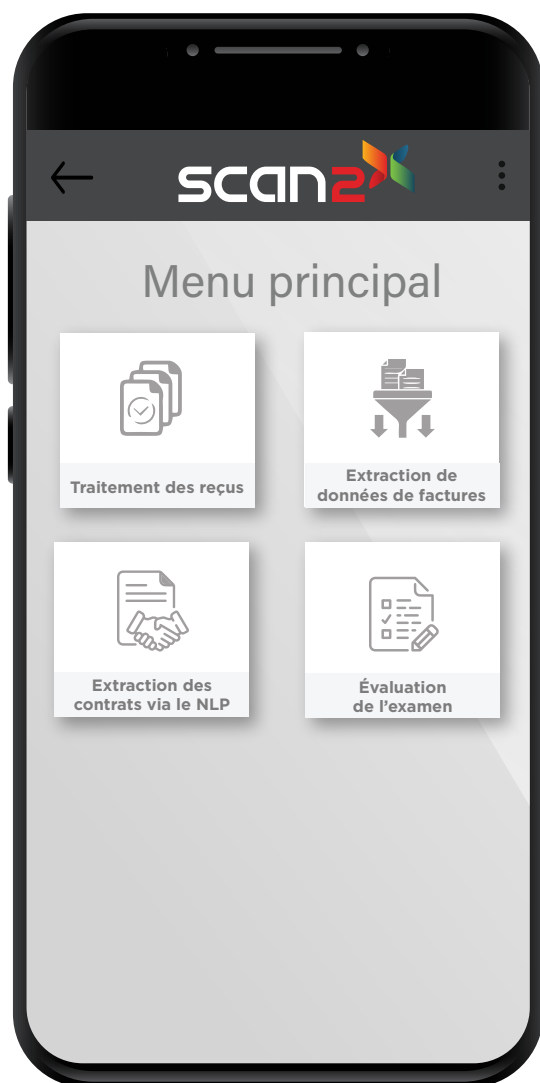 scan2x
Menu principal
Traitement des reçus
Extraction de
données de factures
Extraction des
contrats via le NLP
Évaluation
de l’examen